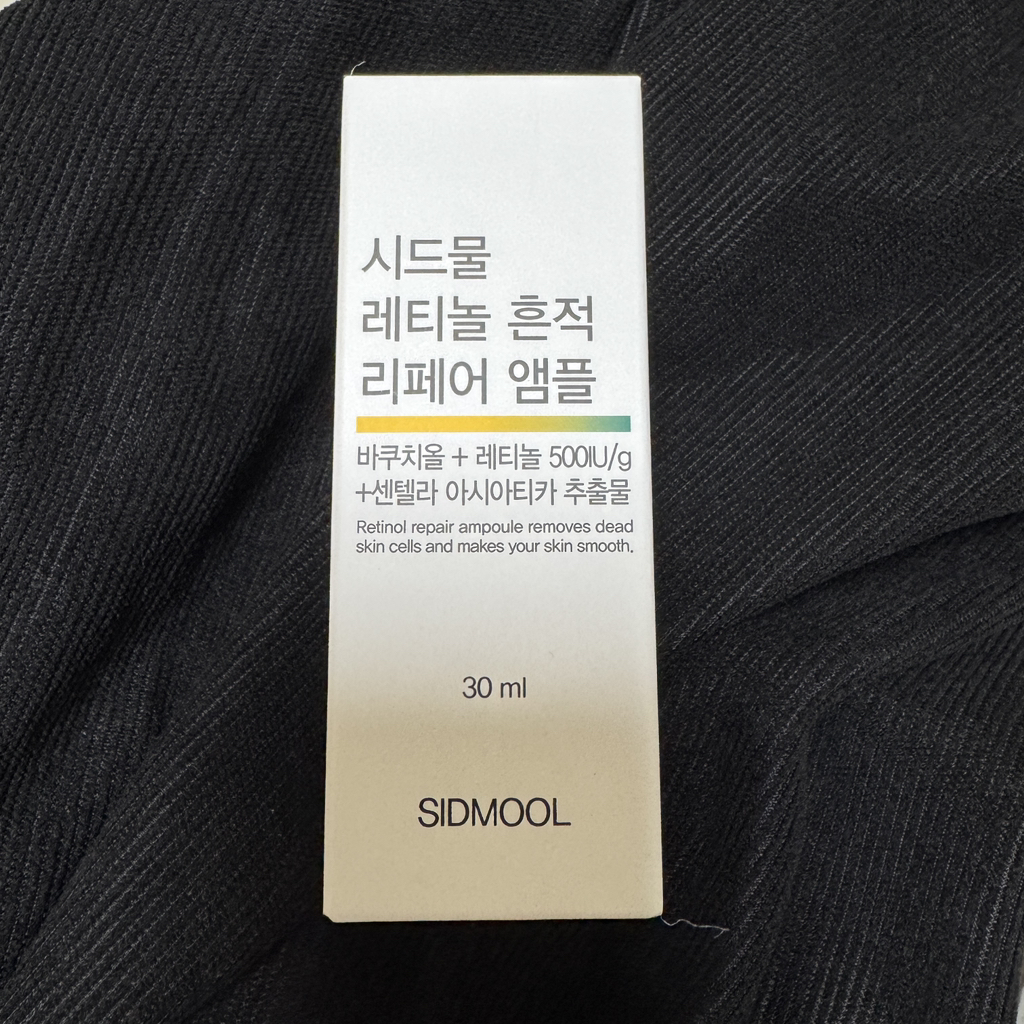 시드물
레티놀 흔적
리페어 앰플
바쿠치올 + 레티놀 500IU/g
+센텔라 아시아티카 추출물
Retinol repair ampoule removes dead
skin cells and makes your skin smooth.
30 ml
SIDMOOL